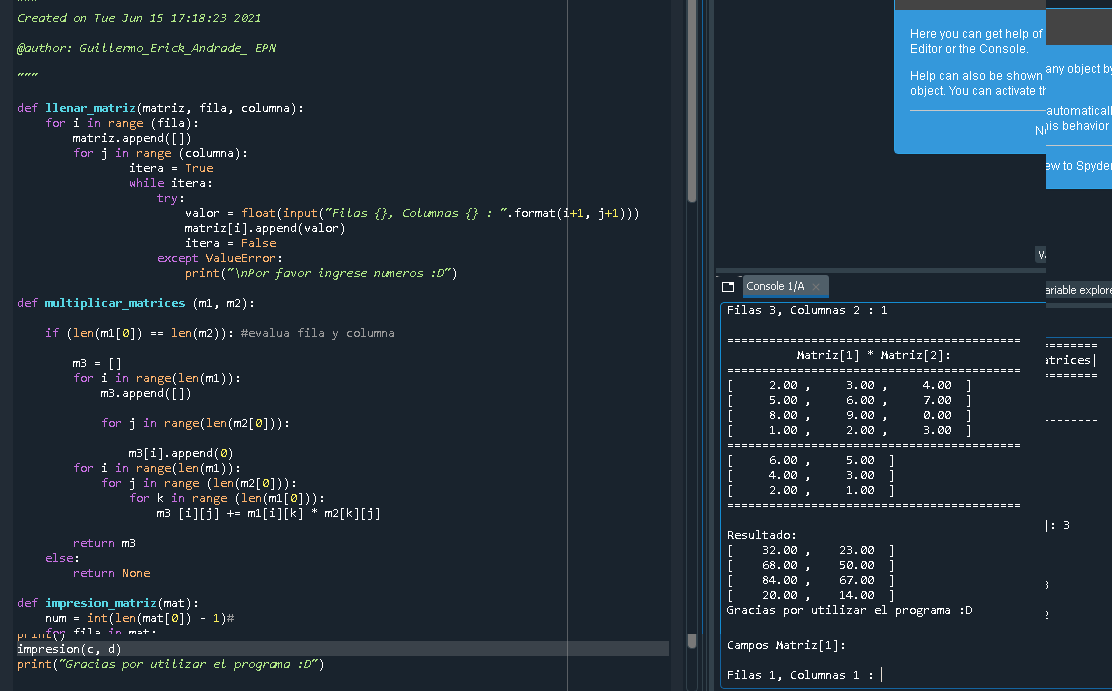 """
Created on Tue Jun 15 17:18:23 2021
@author: Guillermo_Erick_Andrade_ EPN
"""
def llenar_matriz(matriz, fila, columna):
    for i in range (fila):
        matriz.append([])
        for j in range (columna):
                itera = True
                while itera:
                    try:
                        valor = float(input("Filas {}, Columnas {} : ".format(i+1, j+1)))
                        matriz[i].append(valor)
                        itera = False
                    except ValueError:
                        print("\nPor favor ingrese numeros :D")
def multiplicar_matrices (m1, m2):
    if (len(m1[0]) == len(m2)): #evalua fila y columna
        m3 = []
        for i in range(len(m1)):
            m3.append([])
            for j in range(len(m2[0])):
                m3[i].append(0)
        for i in range(len(m1)):
            for j in range (len(m2[0])):
                for k in range (len(m1[0])):
                    m3 [i][j] += m1[i][k] * m2[k][j]
        return m3
    else:
        return None
def impresion_matriz(mat):
    num = int(len(mat[0]) - 1)#
    for fila in mat:
print()
impresion(c, d)
print("Gracias por utilizar el programa :D")
Here you can get help of
Editor or the Console.
Help can also be shown
object. You can activate
any object by
automatically
his behavior
to Spyder
Console 1/A
Filas 3, Columnas 2 : 1
==========================================
Matriz[1] * Matriz[2]:
==========================================
[     2.00 ,     3.00 ,     4.00  ]
[     5.00 ,     6.00 ,     7.00  ]
[     8.00 ,     9.00 ,     0.00  ]
[     1.00 ,     2.00 ,     3.00  ]
==========================================
[     6.00 ,     5.00  ]
[     4.00 ,     3.00  ]
[     2.00 ,     1.00  ]
==========================================
Resultado:
[    32.00 ,    23.00  ]
[    68.00 ,    50.00  ]
[    84.00 ,    67.00  ]
[    20.00 ,    14.00  ]
Gracias por utilizar el programa :D
Campos Matriz[1]:
Filas 1, Columnas 1 :
ariable explore
atrices|
]: 3
3
2